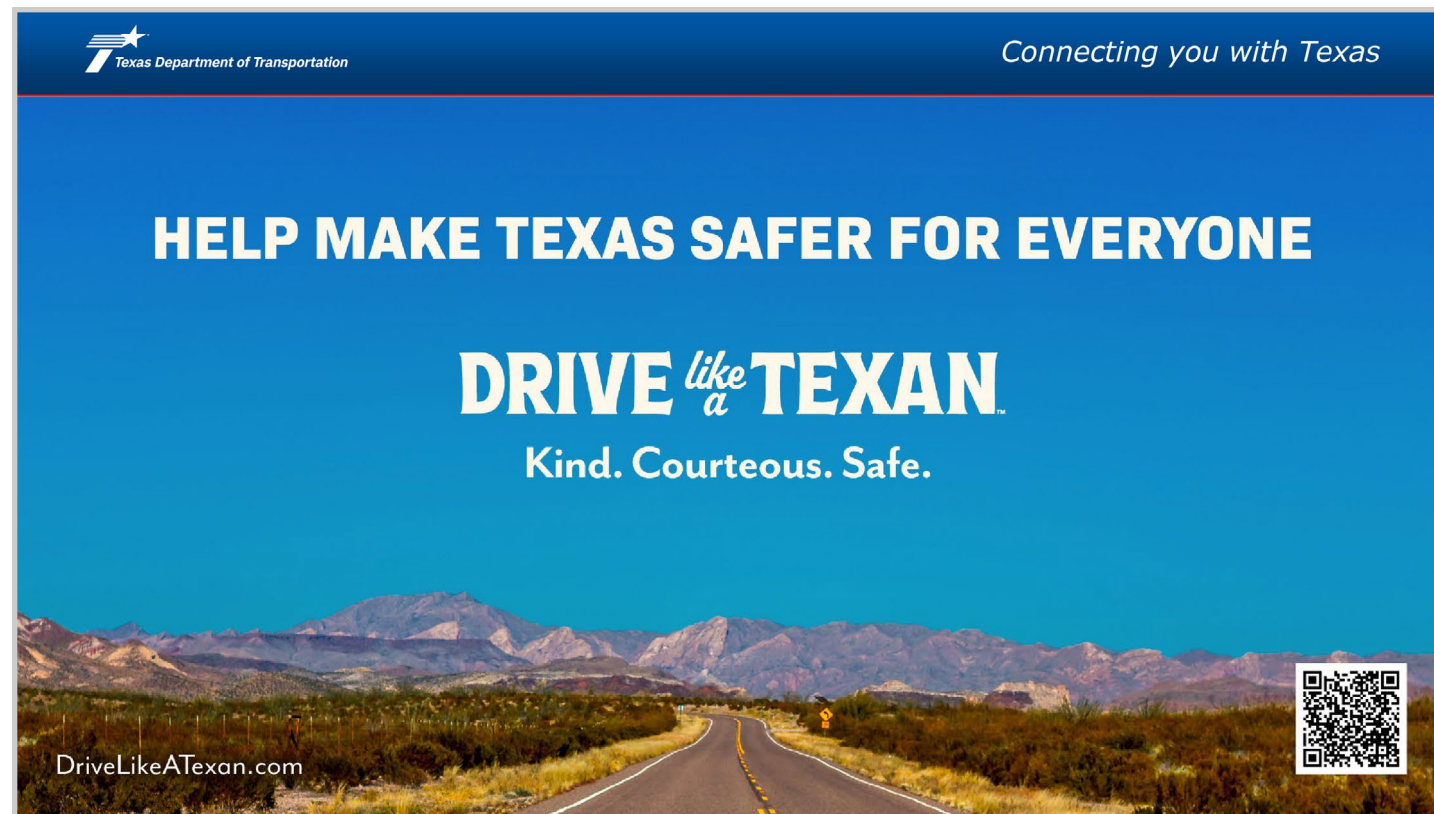 Texas Department of Transportation
Connecting you with Texas
HELP MAKE TEXAS SAFER FOR EVERYONE
DRIVE like a TEXAN™
Kind. Courteous. Safe.
DriveLikeATexan.com